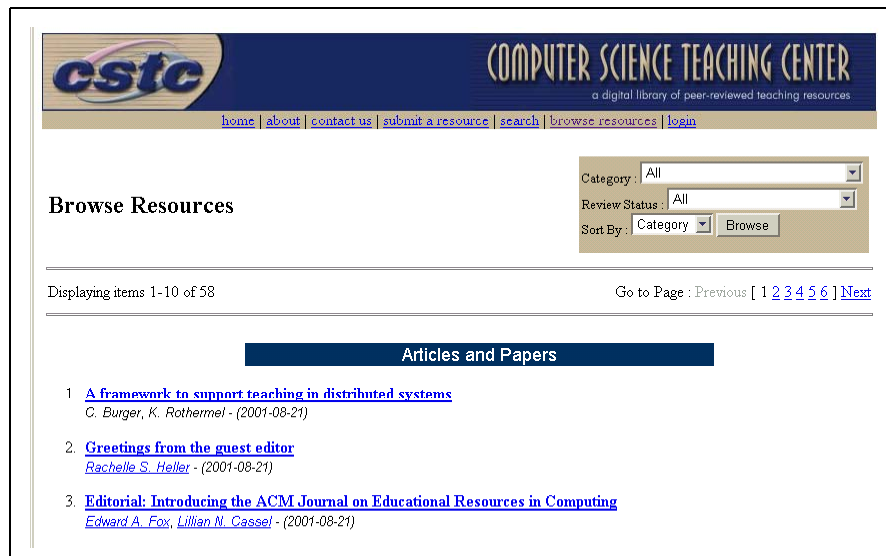 cstc
COMPUTER SCIENCE TEACHING CENTER
a digital library of peer-reviewed teaching resources
home | about | contact us | submit a resource | search | browse resources | login
Browse Resources
Category : All
Review Status : All
Sort By : Category Browse
Displaying items 1-10 of 58
Go to Page : Previous [ 1 2 3 4 5 6 ] Next
Articles and Papers
1 A framework to support teaching in distributed systems
C. Burger, K. Rothermel - (2001-08-21)
2. Greetings from the guest editor
Rachelle S. Heller - (2001-08-21)
3. Editorial: Introducing the ACM Journal on Educational Resources in Computing
Edward A. Fox, Lillian N. Cassel - (2001-08-21)